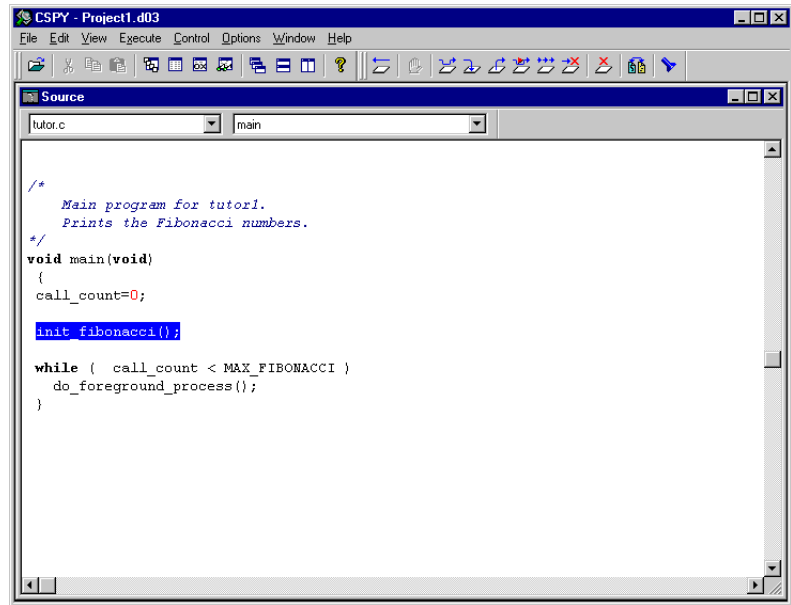 CSPY - Project1.d03
File Edit View Execute Control Options Window Help
Source
tutor.c main
/*
Main program for tutor1.
Prints the Fibonacci numbers.
*/
void main(void)
{
call_count=0;
init_fibonacci();
while ( call_count < MAX_FIBONACCI )
do_foreground_process();
}